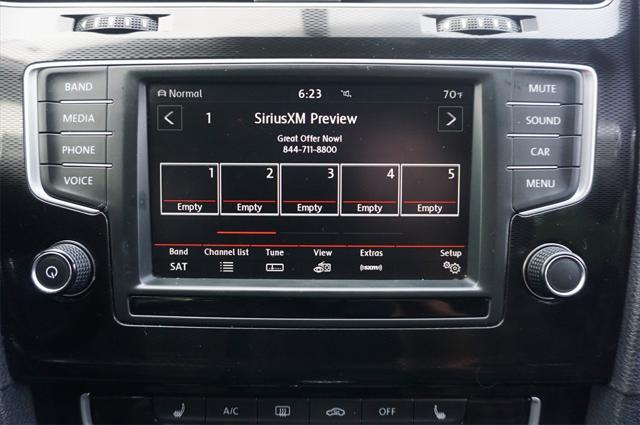 BAND
MEDIA
PHONE
VOICE
Normal
6:23
70°F
1
SiriusXM Preview
Great Offer Now!
844-711-8800
1 2 3 4 5
Empty Empty Empty Empty Empty
Band Channel list Tune View Extras Setup
SAT
((sxm))
MUTE
SOUND
CAR
MENU
A/C
OFF